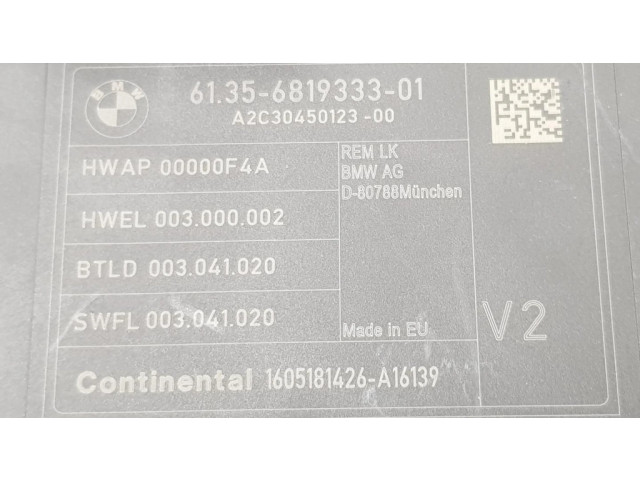 BMW
61.35-6819333-01
A2C30450123-00
HWAP 00000F4A
HWEL 003.000.002
BTLD 003.041.020
SWFL 003.041.020
REM LK
BMW AG
D-80788München
Made in EU
V2
Continental 1605181426-A16139